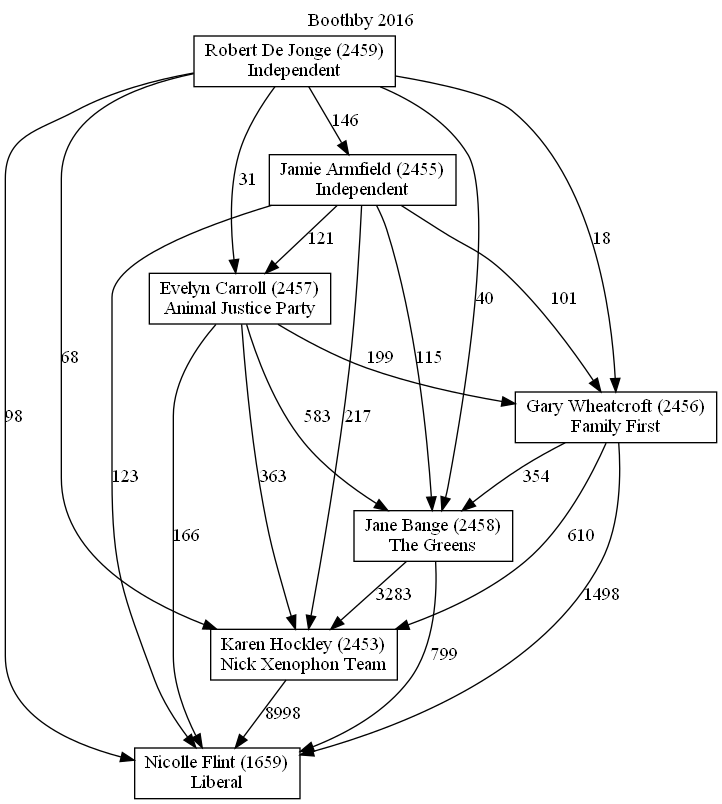 Boothby 2016
Robert De Jonge (2459)
Independent
146
Jamie Armfield (2455)
Independent
31
18
121
Evelyn Carroll (2457)
Animal Justice Party
40
101
68
199
115
98
583
217
Gary Wheatcroft (2456)
Family First
123
363
354
166
Jane Bange (2458)
The Greens
610
3283
1498
Karen Hockley (2453)
Nick Xenophon Team
799
8998
Nicolle Flint (1659)
Liberal